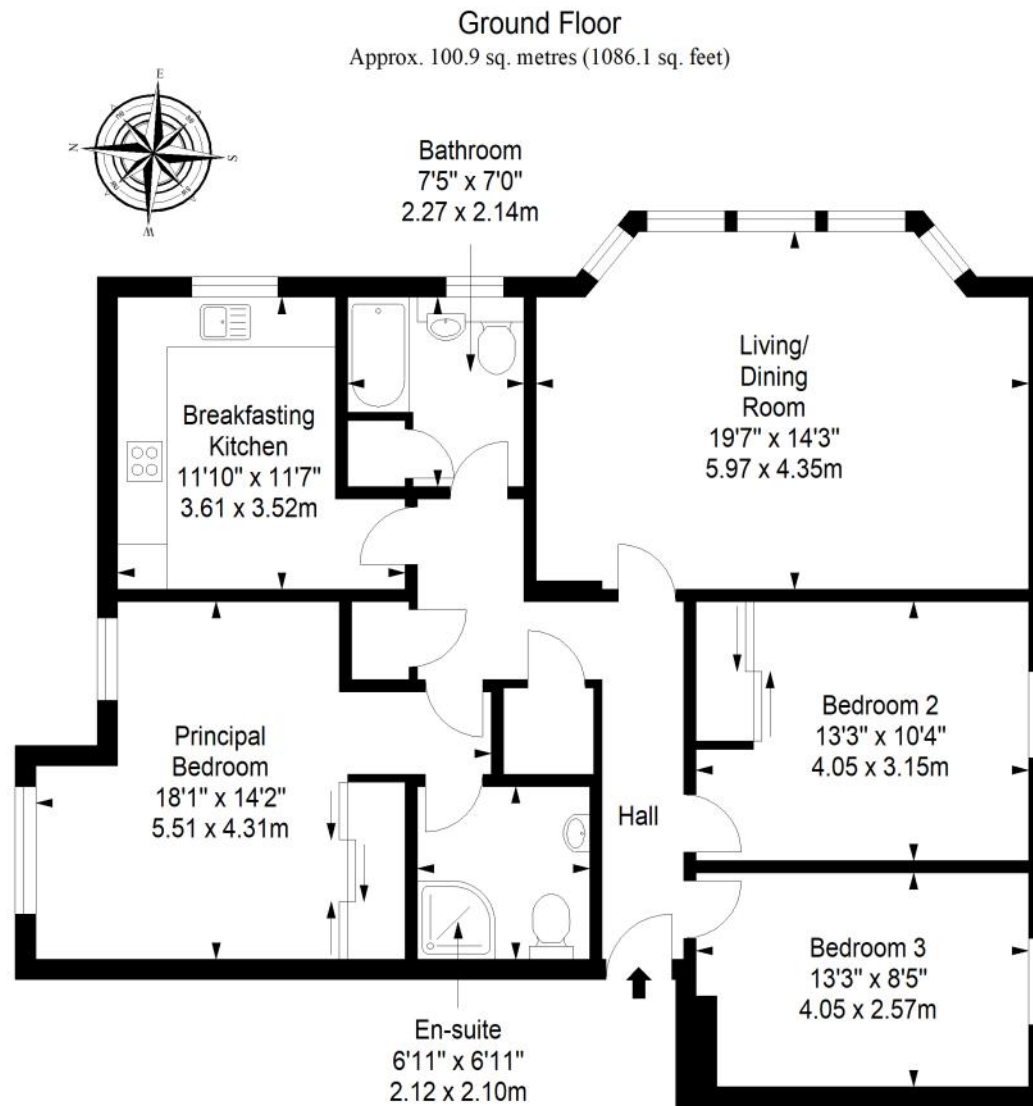 Ground Floor
Approx. 100.9 sq. metres (1086.1 sq. feet)
E
N
S
W
Bathroom
7'5" x 7'0"
2.27 x 2.14m
Living/
Dining
Room
19'7" x 14'3"
5.97 x 4.35m
Breakfasting
Kitchen
11'10" x 11'7"
3.61 x 3.52m
Principal
Bedroom
18'1" x 14'2"
5.51 x 4.31m
Bedroom 2
13'3" x 10'4"
4.05 x 3.15m
Hall
Bedroom 3
13'3" x 8'5"
4.05 x 2.57m
En-suite
6'11" x 6'11"
2.12 x 2.10m